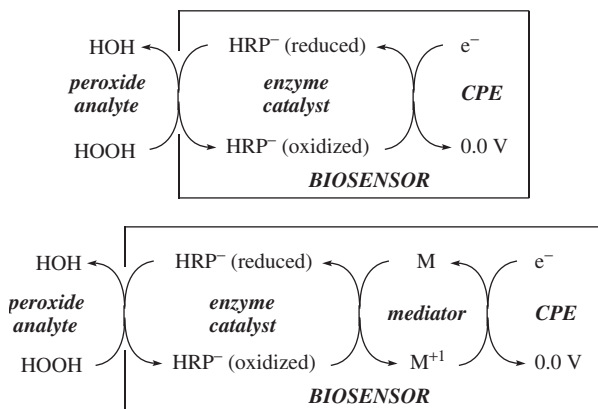 HOH HRP⁻ (reduced) e⁻
peroxide analyte enzyme catalyst CPE
HOOH HRP⁻ (oxidized) 0.0 V
BIOSENSOR
HOH HRP⁻ (reduced) M e⁻
peroxide analyte enzyme catalyst mediator CPE
HOOH HRP⁻ (oxidized) M⁺¹ 0.0 V
BIOSENSOR